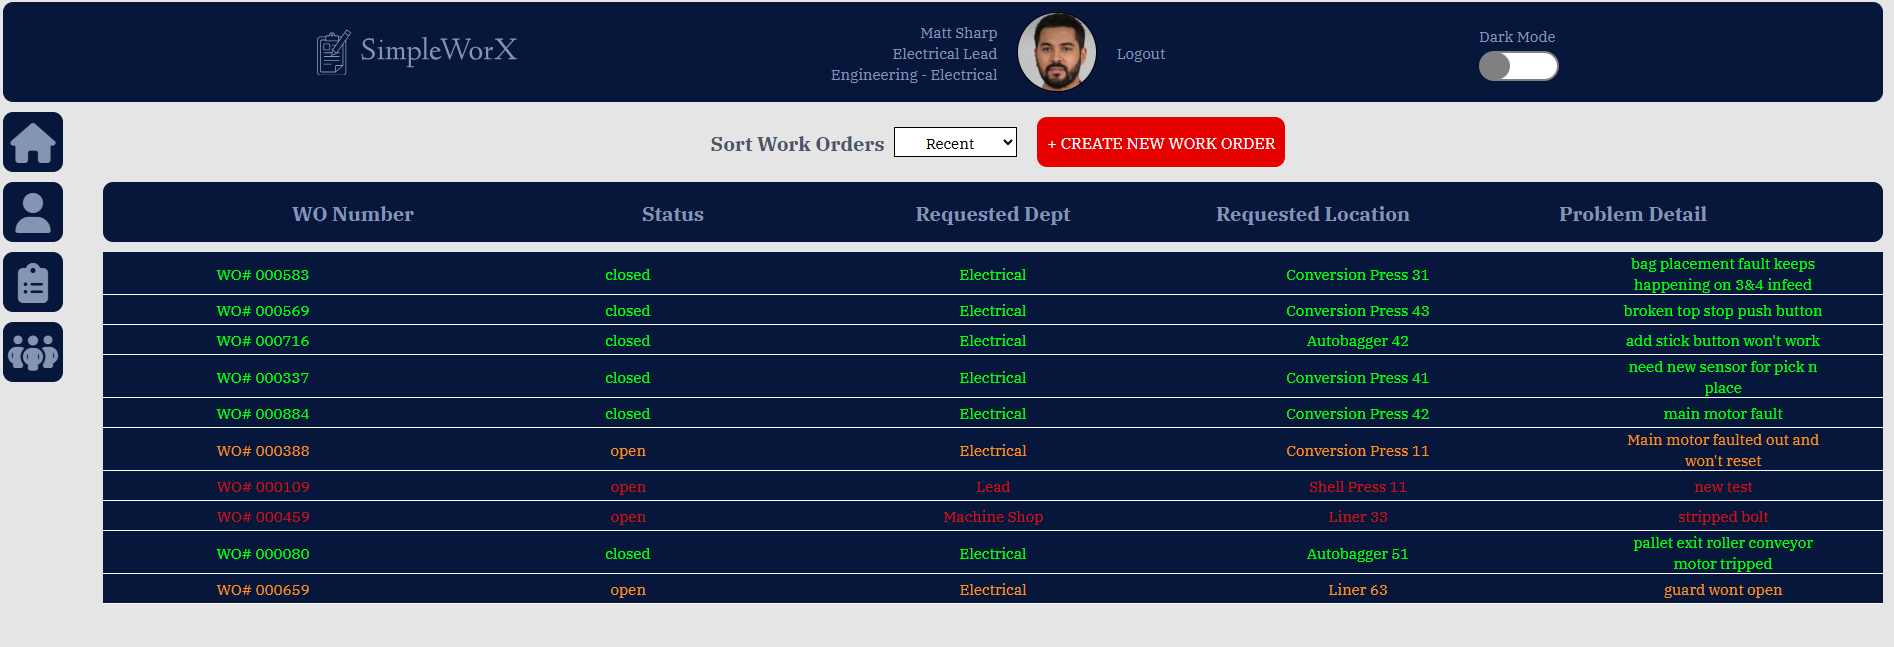 SimpleWorX
Matt Sharp
Electrical Lead
Engineering - Electrical
Logout
Dark Mode
Sort Work Orders Recent + CREATE NEW WORK ORDER
WO Number Status Requested Dept Requested Location Problem Detail
WO# 000583 closed Electrical Conversion Press 31 bag placement fault keeps
happening on 3&4 infeed
WO# 000569 closed Electrical Conversion Press 43 broken top stop push button
WO# 000716 closed Electrical Autobagger 42 add stick button won't work
WO# 000337 closed Electrical Conversion Press 41 need new sensor for pick n
place
WO# 000884 closed Electrical Conversion Press 42 main motor fault
WO# 000388 open Electrical Conversion Press 11 Main motor faulted out and
won't reset
WO# 000109 open Lead Shell Press 11 new test
WO# 000459 open Machine Shop Liner 33 stripped bolt
WO# 000080 closed Electrical Autobagger 51 pallet exit roller conveyor
motor tripped
WO# 000659 open Electrical Liner 63 guard wont open